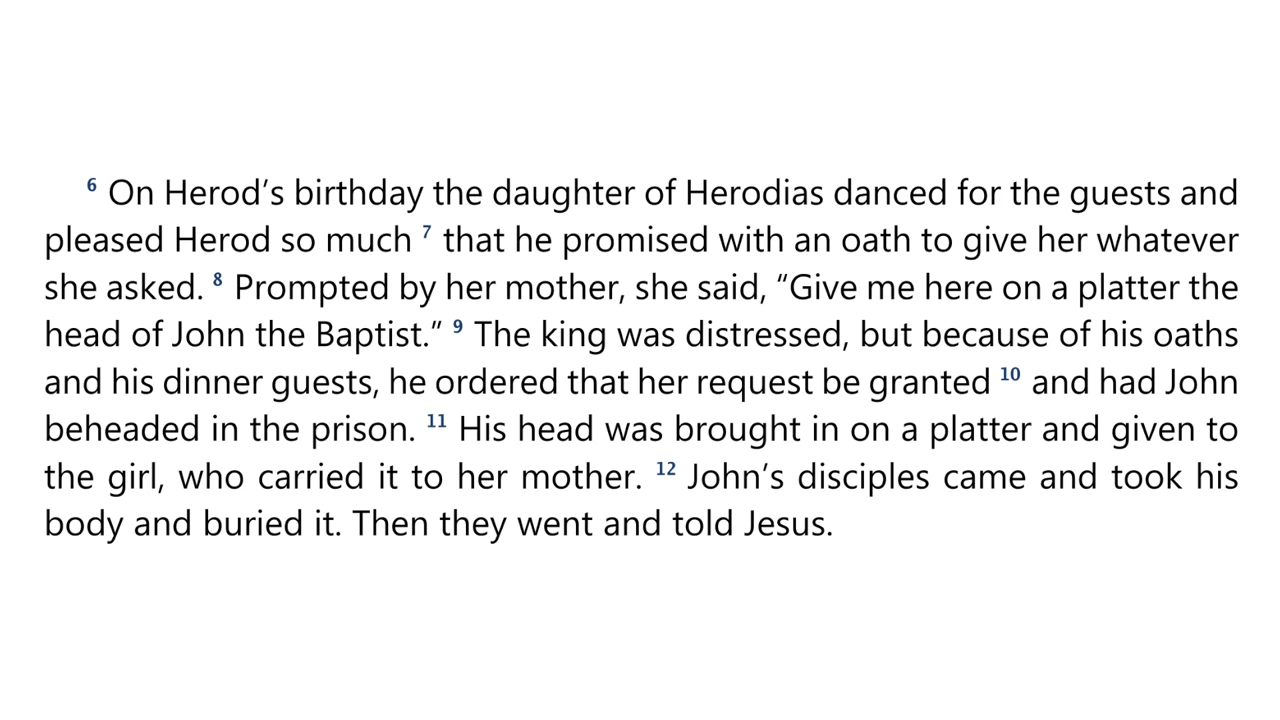 6 On Herod’s birthday the daughter of Herodias danced for the guests and
pleased Herod so much 7 that he promised with an oath to give her whatever
she asked. 8 Prompted by her mother, she said, “Give me here on a platter the
head of John the Baptist.” 9 The king was distressed, but because of his oaths
and his dinner guests, he ordered that her request be granted 10 and had John
beheaded in the prison. 11 His head was brought in on a platter and given to
the girl, who carried it to her mother. 12 John’s disciples came and took his
body and buried it. Then they went and told Jesus.